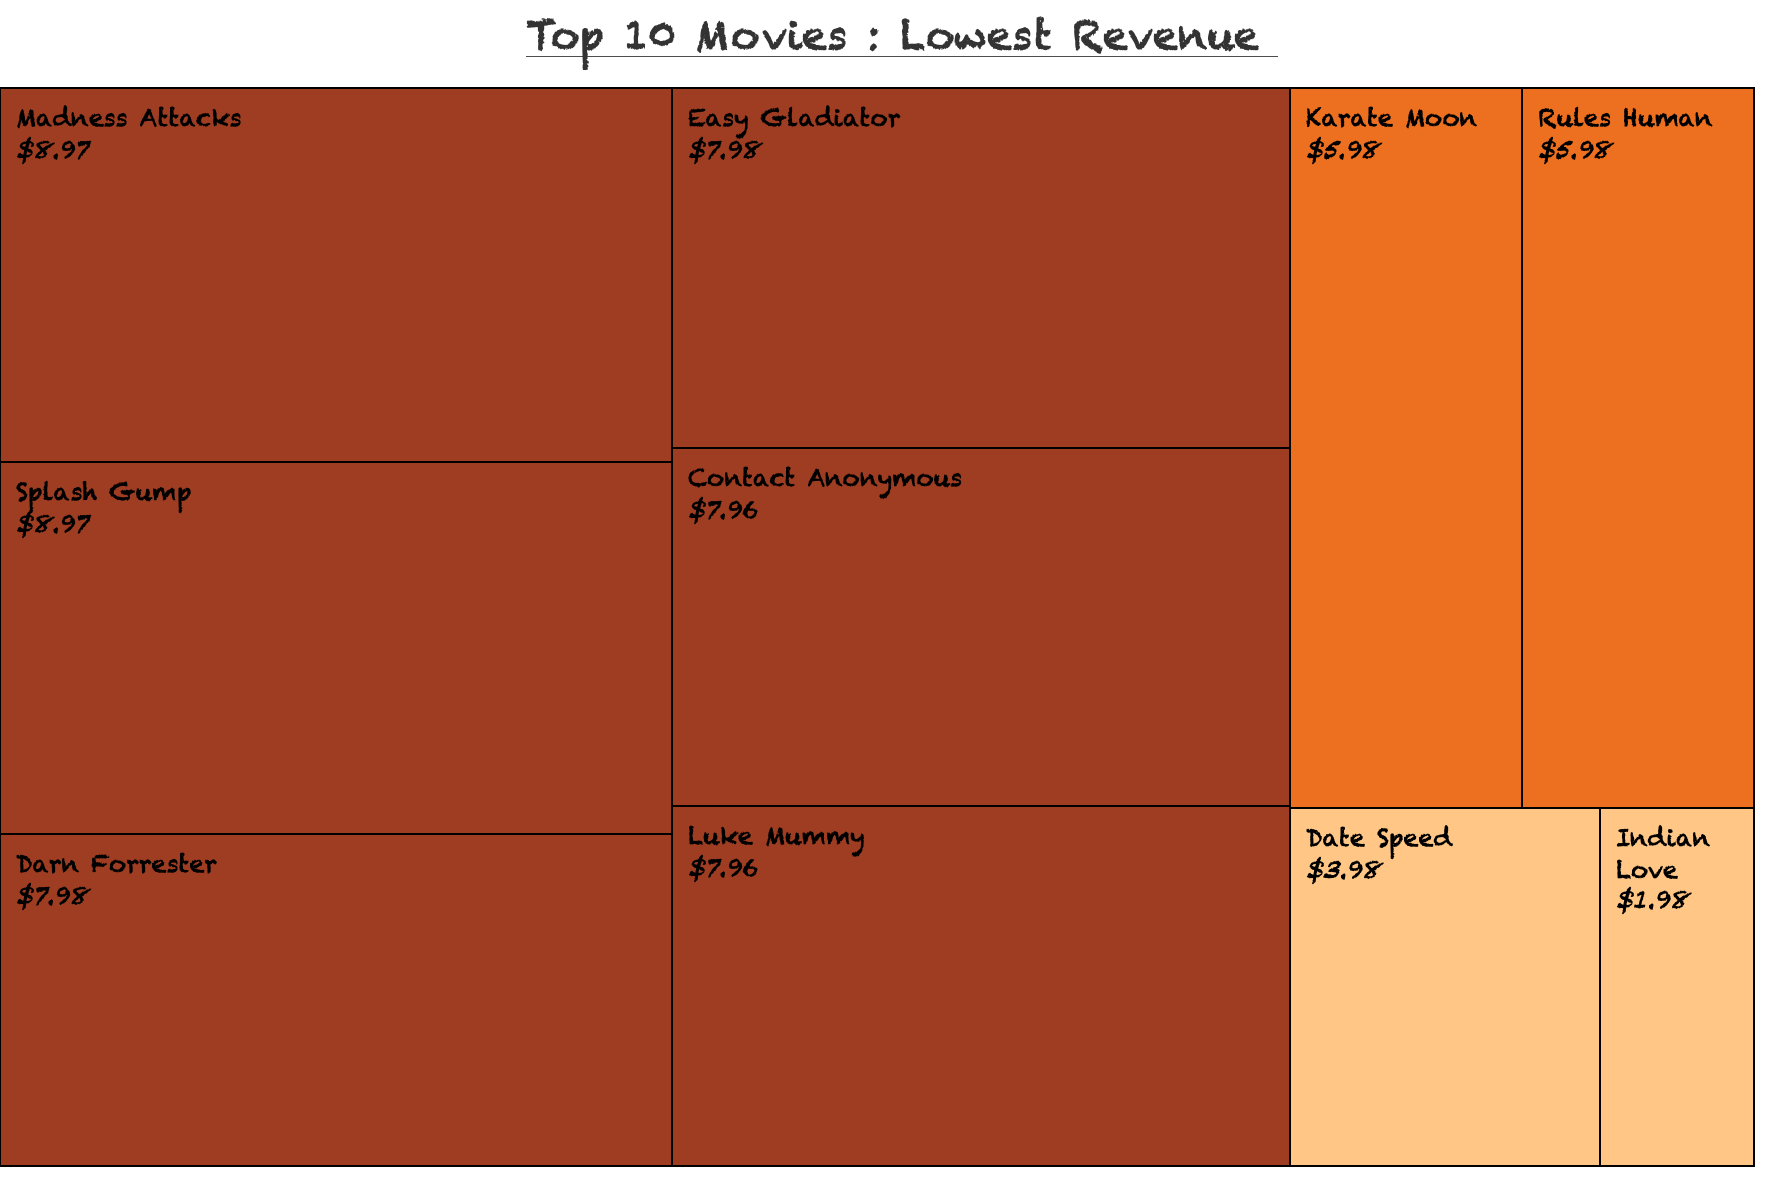 Top 10 Movies : Lowest Revenue
Madness Attacks
$8.97
Splash Gump
$8.97
Darn Forrester
$7.98
Easy Gladiator
$7.98
Contact Anonymous
$7.96
Luke Mummy
$7.96
Karate Moon
$5.98
Rules Human
$5.98
Date Speed
$3.98
Indian
Love
$1.98